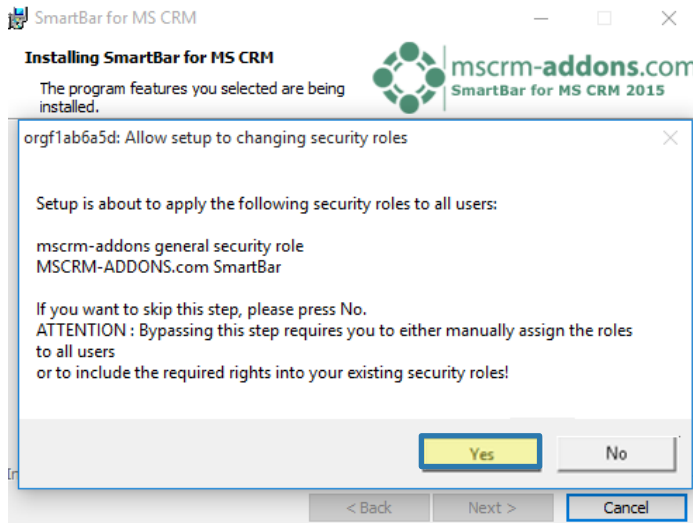 SmartBar for MS CRM
Installing SmartBar for MS CRM
The program features you selected are being
installed.
mscrm-addons.com
SmartBar for MS CRM 2015
orgf1ab6a5d: Allow setup to changing security roles
Setup is about to apply the following security roles to all users:
mscrm-addons general security role
MSCRM-ADDONS.com SmartBar
If you want to skip this step, please press No.
ATTENTION : Bypassing this step requires you to either manually assign the roles
to all users
or to include the required rights into your existing security roles!
Yes
No
< Back
Next >
Cancel